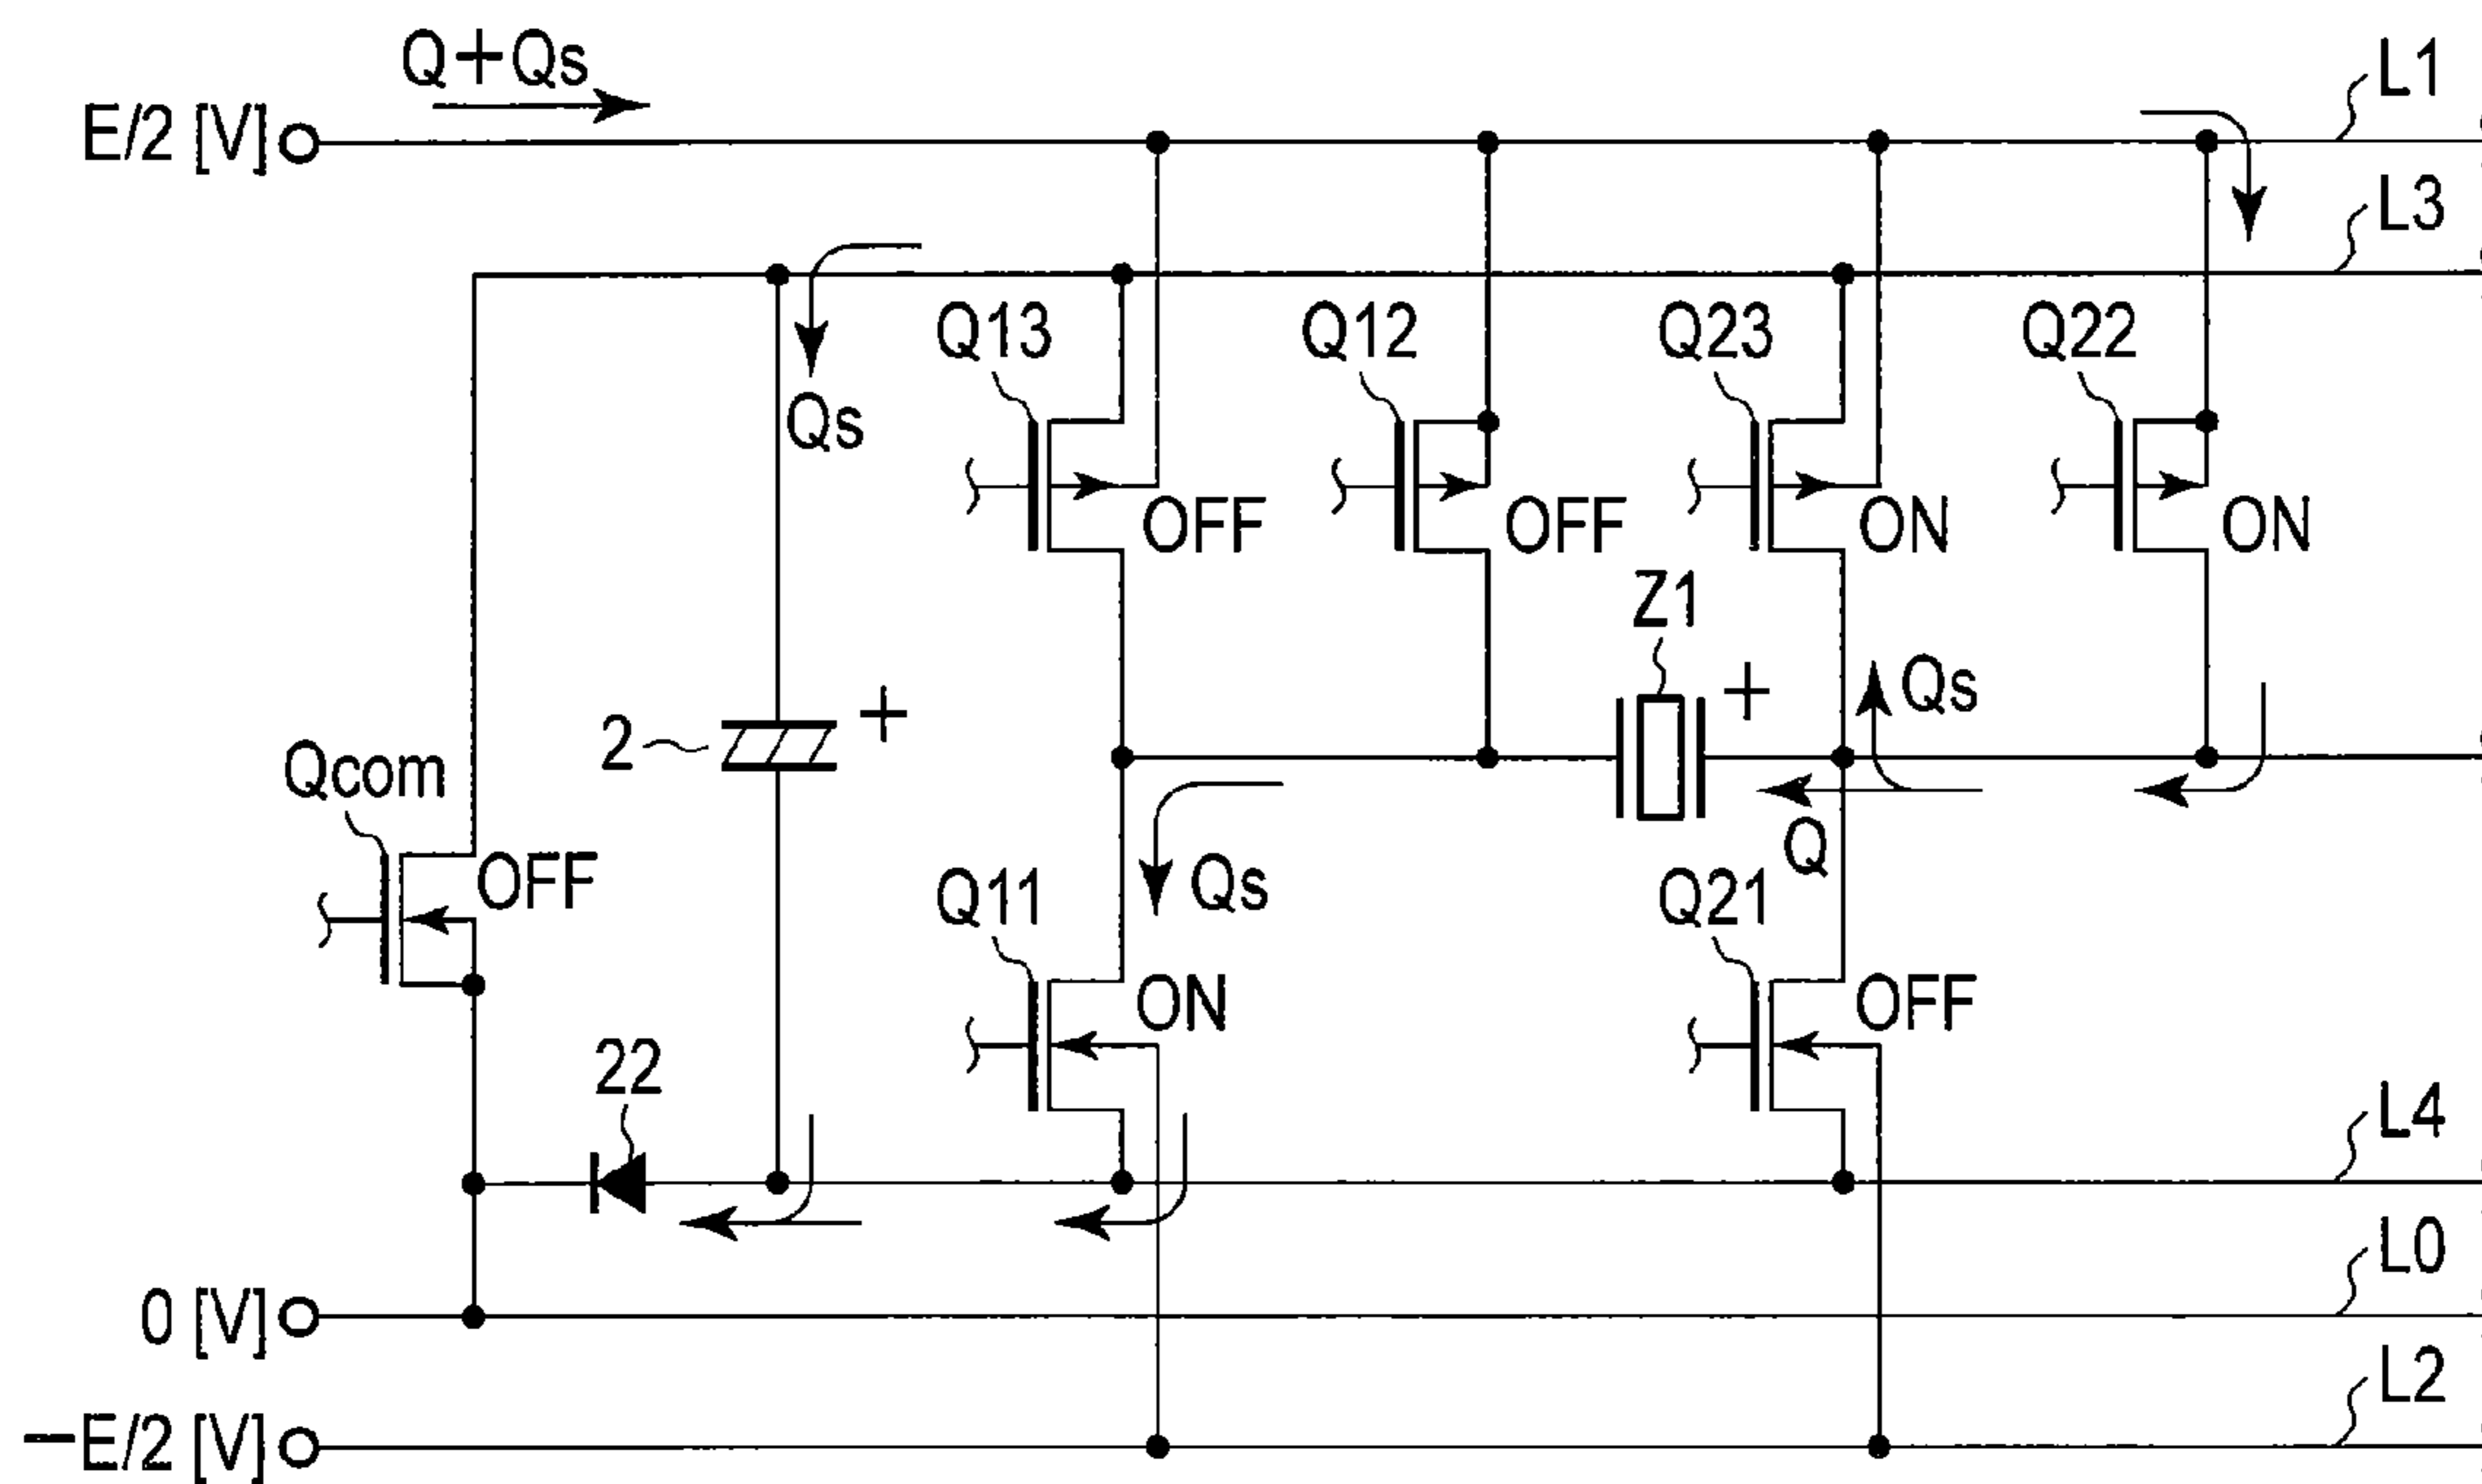 Q+Qs
L1
E/2 [V]
L3
Q13
Q12
Q23
Q22
Qs
OFF
OFF
ON
ON
Z1
+
Qs
+
2
Qcom
Q
OFF
Q11
Qs
Q21
ON
OFF
22
L4
L0
0 [V]
L2
−E/2 [V]